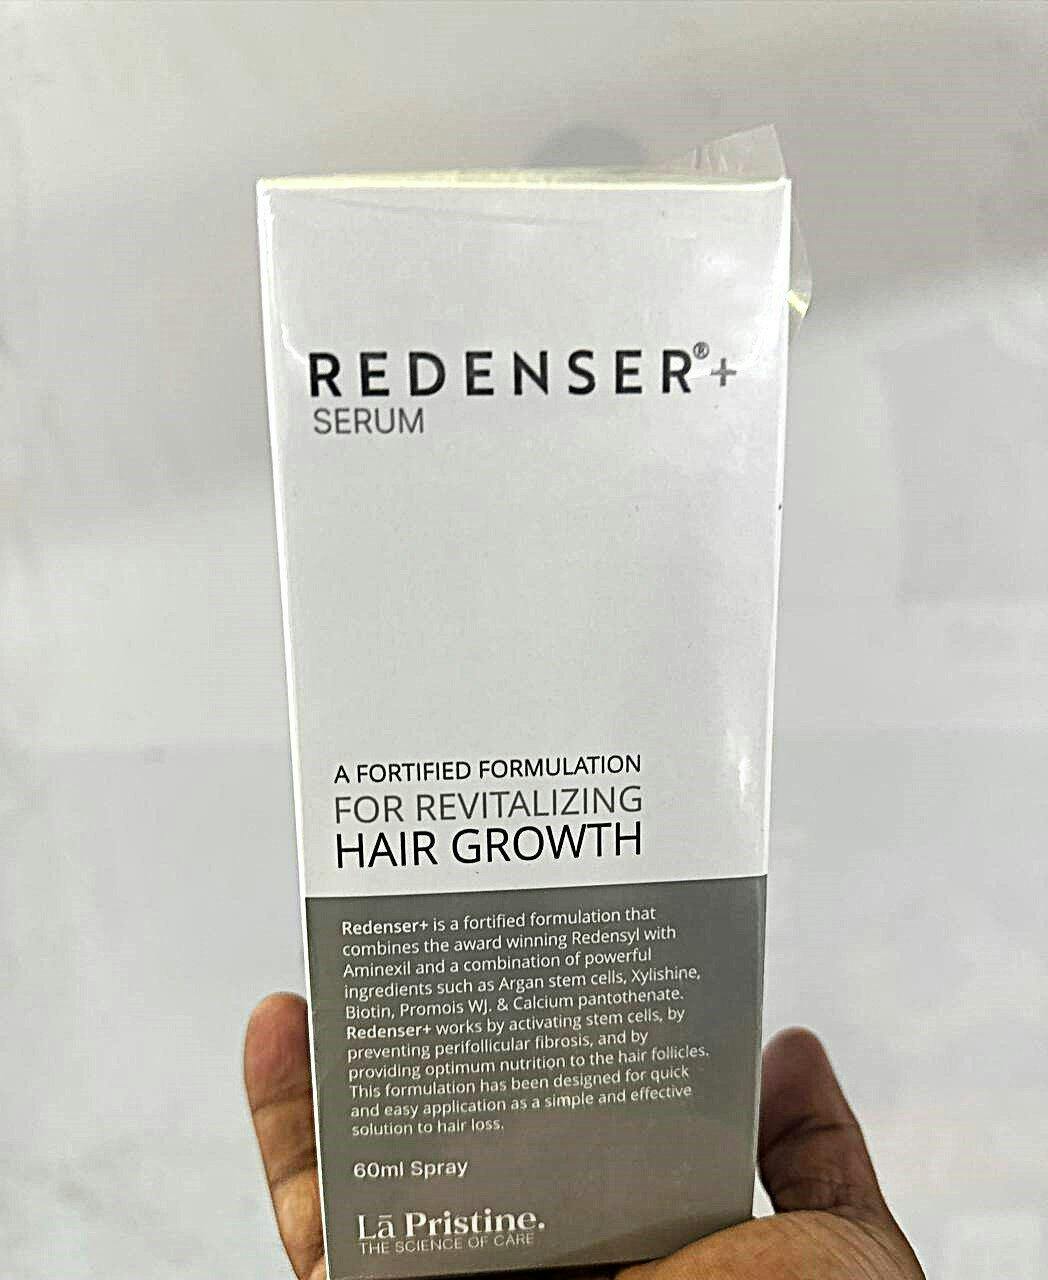 REDENSER®+
SERUM
A FORTIFIED FORMULATION
FOR REVITALIZING
HAIR GROWTH
Redenser+ is a fortified formulation that
combines the award winning Redensyl with
Aminexil and a combination of powerful
ingredients such as Argan stem cells, Xylishine,
Biotin, Promois WJ. & Calcium pantothenate.
Redenser+ works by activating stem cells, by
preventing perifollicular fibrosis, and by
providing optimum nutrition to the hair follicles.
This formulation has been designed for quick
and easy application as a simple and effective
solution to hair loss.
60ml Spray
Lā Pristine.
THE SCIENCE OF CARE